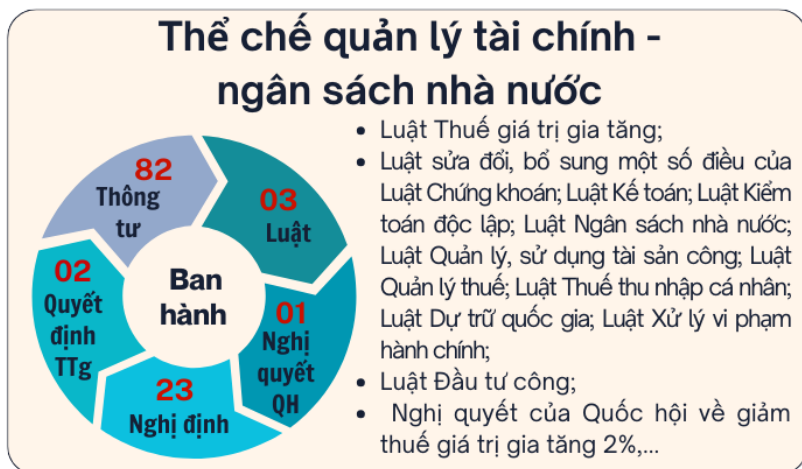 Thể chế quản lý tài chính -
ngân sách nhà nước
82
Thông
tư
03
Luật
02
Quyết
định
TTg
Ban
hành
01
Nghị
quyết
QH
23
Nghị định
• Luật Thuế giá trị gia tăng;
• Luật sửa đổi, bổ sung một số điều của
Luật Chứng khoán; Luật Kế toán; Luật Kiểm
toán độc lập; Luật Ngân sách nhà nước;
Luật Quản lý, sử dụng tài sản công; Luật
Quản lý thuế; Luật Thuế thu nhập cá nhân;
Luật Dự trữ quốc gia; Luật Xử lý vi phạm
hành chính;
• Luật Đầu tư công;
• Nghị quyết của Quốc hội về giảm
thuế giá trị gia tăng 2%,...